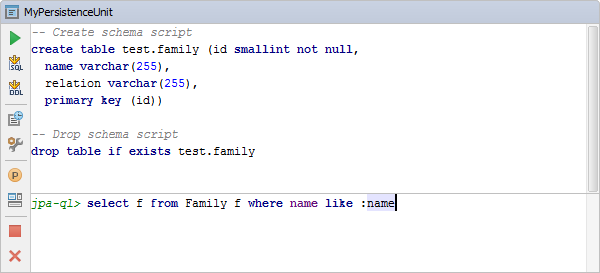 MyPersistenceUnit
-- Create schema script
create table test.family (id smallint not null,
  name varchar(255),
  relation varchar(255),
  primary key (id))
-- Drop schema script
drop table if exists test.family
jpa-ql> select f from Family f where name like :name
SQL
DDL
P